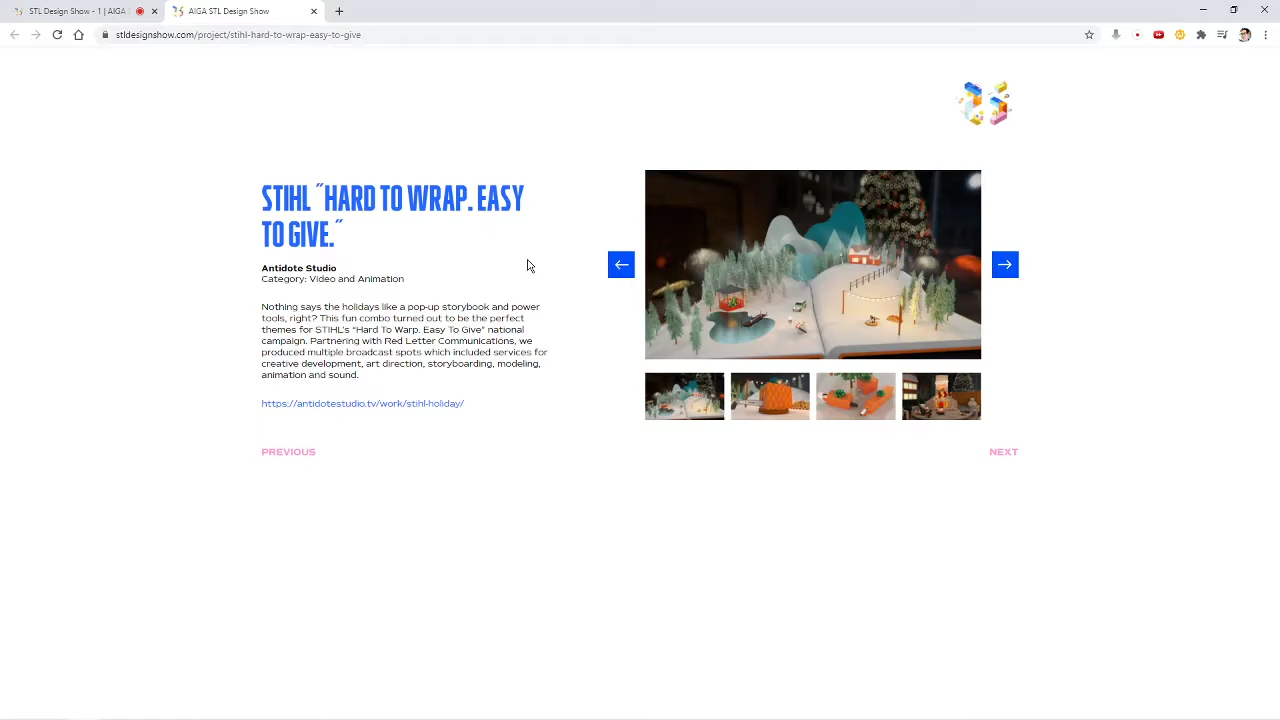 STL Design Show - 1 | AIGA
AIGA STL Design Show
stldesignshow.com/project/stihl-hard-to-wrap-easy-to-give
STIHL "HARD TO WRAP. EASY
TO GIVE."
Antidote Studio
Category: Video and Animation
Nothing says the holidays like a pop-up storybook and power
tools, right? This fun combo turned out to be the perfect
themes for STIHL's "Hard To Warp. Easy To Give" national
campaign. Partnering with Red Letter Communications, we
produced multiple broadcast spots which included services for
creative development, art direction, storyboarding, modeling,
animation and sound.
https://antidotestudio.tv/work/stihl-holiday/
PREVIOUS
NEXT